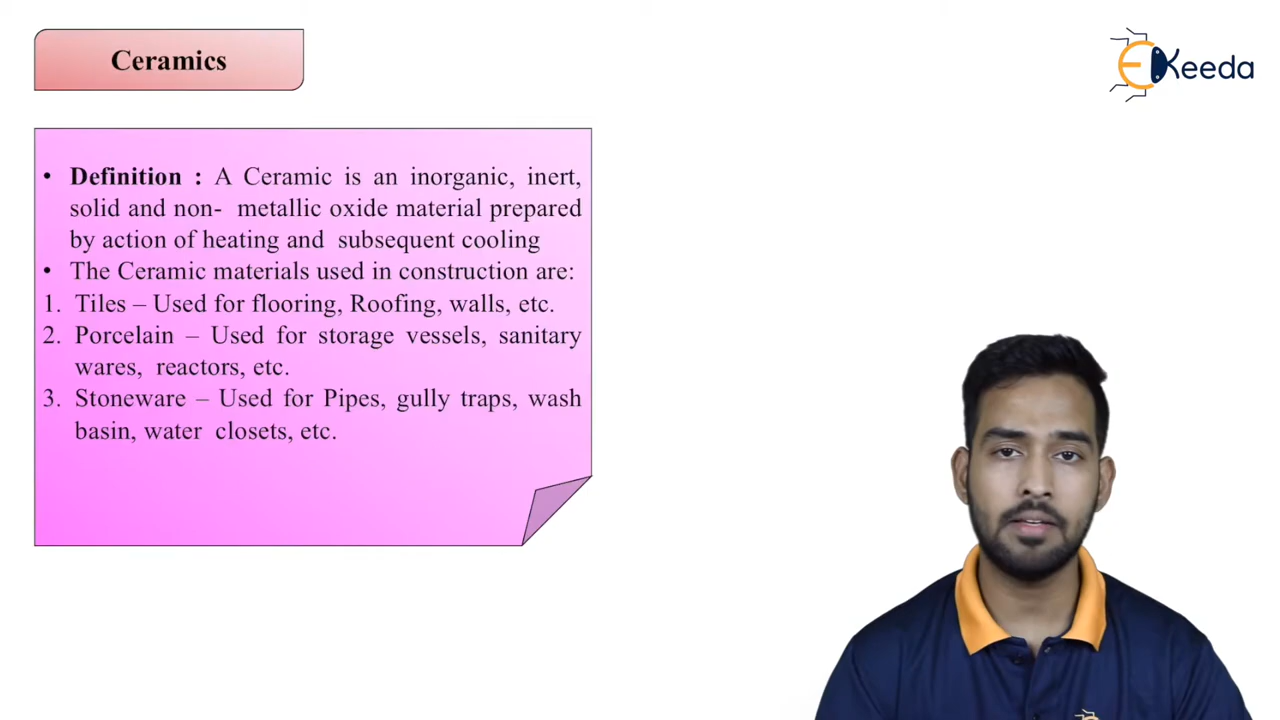 Ceramics
EKeeda
• Definition : A Ceramic is an inorganic, inert,
solid and non- metallic oxide material prepared
by action of heating and subsequent cooling
• The Ceramic materials used in construction are:
1. Tiles – Used for flooring, Roofing, walls, etc.
2. Porcelain – Used for storage vessels, sanitary
wares, reactors, etc.
3. Stoneware – Used for Pipes, gully traps, wash
basin, water closets, etc.